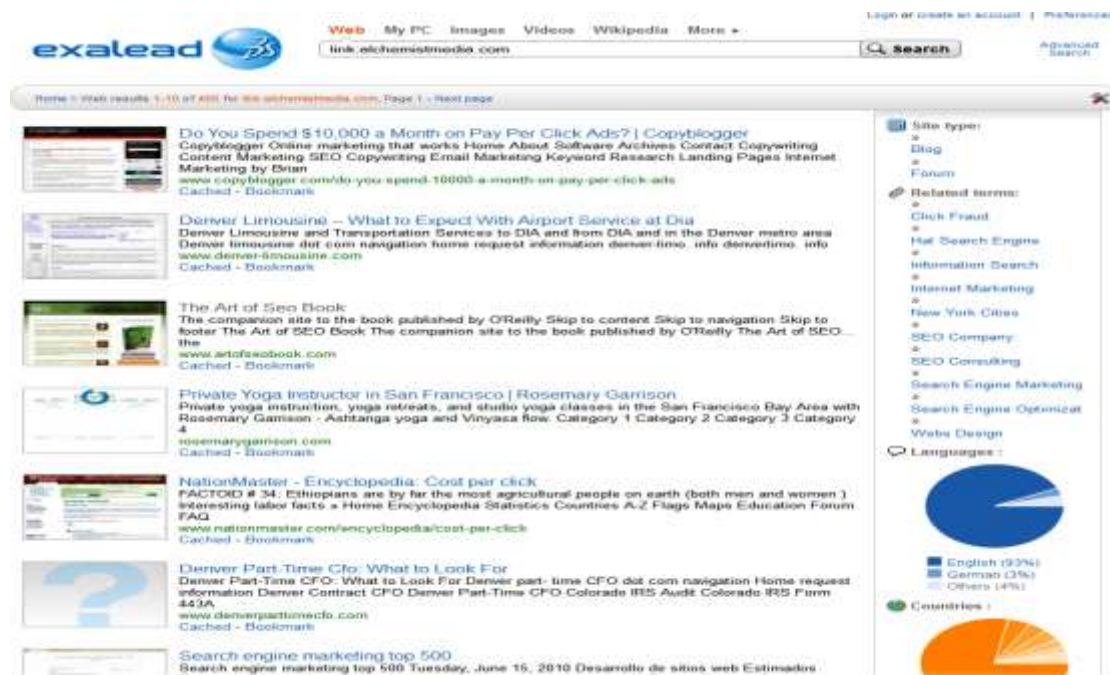 Login or create an account | Preferences
Web My PC Images Videos Wikipedia More
exalead
link:alchemistmedia.com
Search
Advanced Search
Home > Web results 1-10 of for link:alchemistmedia.com, Page 1 - Next page
Do You Spend $10,000 a Month on Pay Per Click Ads? | Copyblogger
Copyblogger Online marketing that works Home About Software Archives Contact Copywriting
Content Marketing SEO Copywriting Email Marketing Keyword Research Landing Pages Internet
Marketing by Brian
www.copyblogger.com/do-you-spend-10000-a-month-on-pay-per-click-ads
Cached - Bookmark
Denver Limousine – What to Expect With Airport Service at Dia
Denver Limousine and Transportation Services to DIA and from DIA and in the Denver metro area
Denver limousine dot com navigation home request information denver-limo. info denverlimo. info
www.denver-limousine.com
Cached - Bookmark
The Art of Seo Book
The companion site to the book published by O'Reilly Skip to content Skip to navigation Skip to
footer The Art of SEO Book The companion site to the book published by O'Reilly The Art of SEO...
the
www.artofseobook.com
Cached - Bookmark
Private Yoga Instructor in San Francisco | Rosemary Garrison
Private yoga instruction, yoga retreats, and studio yoga classes in the San Francisco Bay Area with
Rosemary Garrison - Ashtanga yoga and Vinyasa flow. Category 1 Category 2 Category 3 Category
4
rosemarygarrison.com
Cached - Bookmark
NationMaster - Encyclopedia: Cost per click
FACTOID # 34: Ethiopians are by far the most agricultural people on earth (both men and women )
Interesting labor facts » Home Encyclopedia Statistics Countries A-Z Flags Maps Education Forum
FAQ
www.nationmaster.com/encyclopedia/cost-per-click
Cached - Bookmark
Denver Part-Time Cfo: What to Look For
Denver Part-Time CFO: What to Look For Denver part- time CFO dot com navigation Home request
information Denver Contract CFO Denver Part-Time CFO Colorado IRS Audit Colorado IRS Form
443A
www.denverparttimecfo.com
Cached - Bookmark
Search engine marketing top 500
Search engine marketing top 500 Tuesday, June 15, 2010 Desarrollo de sitios web Estimados
Site type:
Blog
Forum
Related terms:
Click Fraud
Hat Search Engine
Information Search
Internet Marketing
New York Cities
SEO Company
SEO Consulting
Search Engine Marketing
Search Engine Optimizat
Webs Design
Languages :
English (93%)
German (3%)
Others (4%)
Countries :